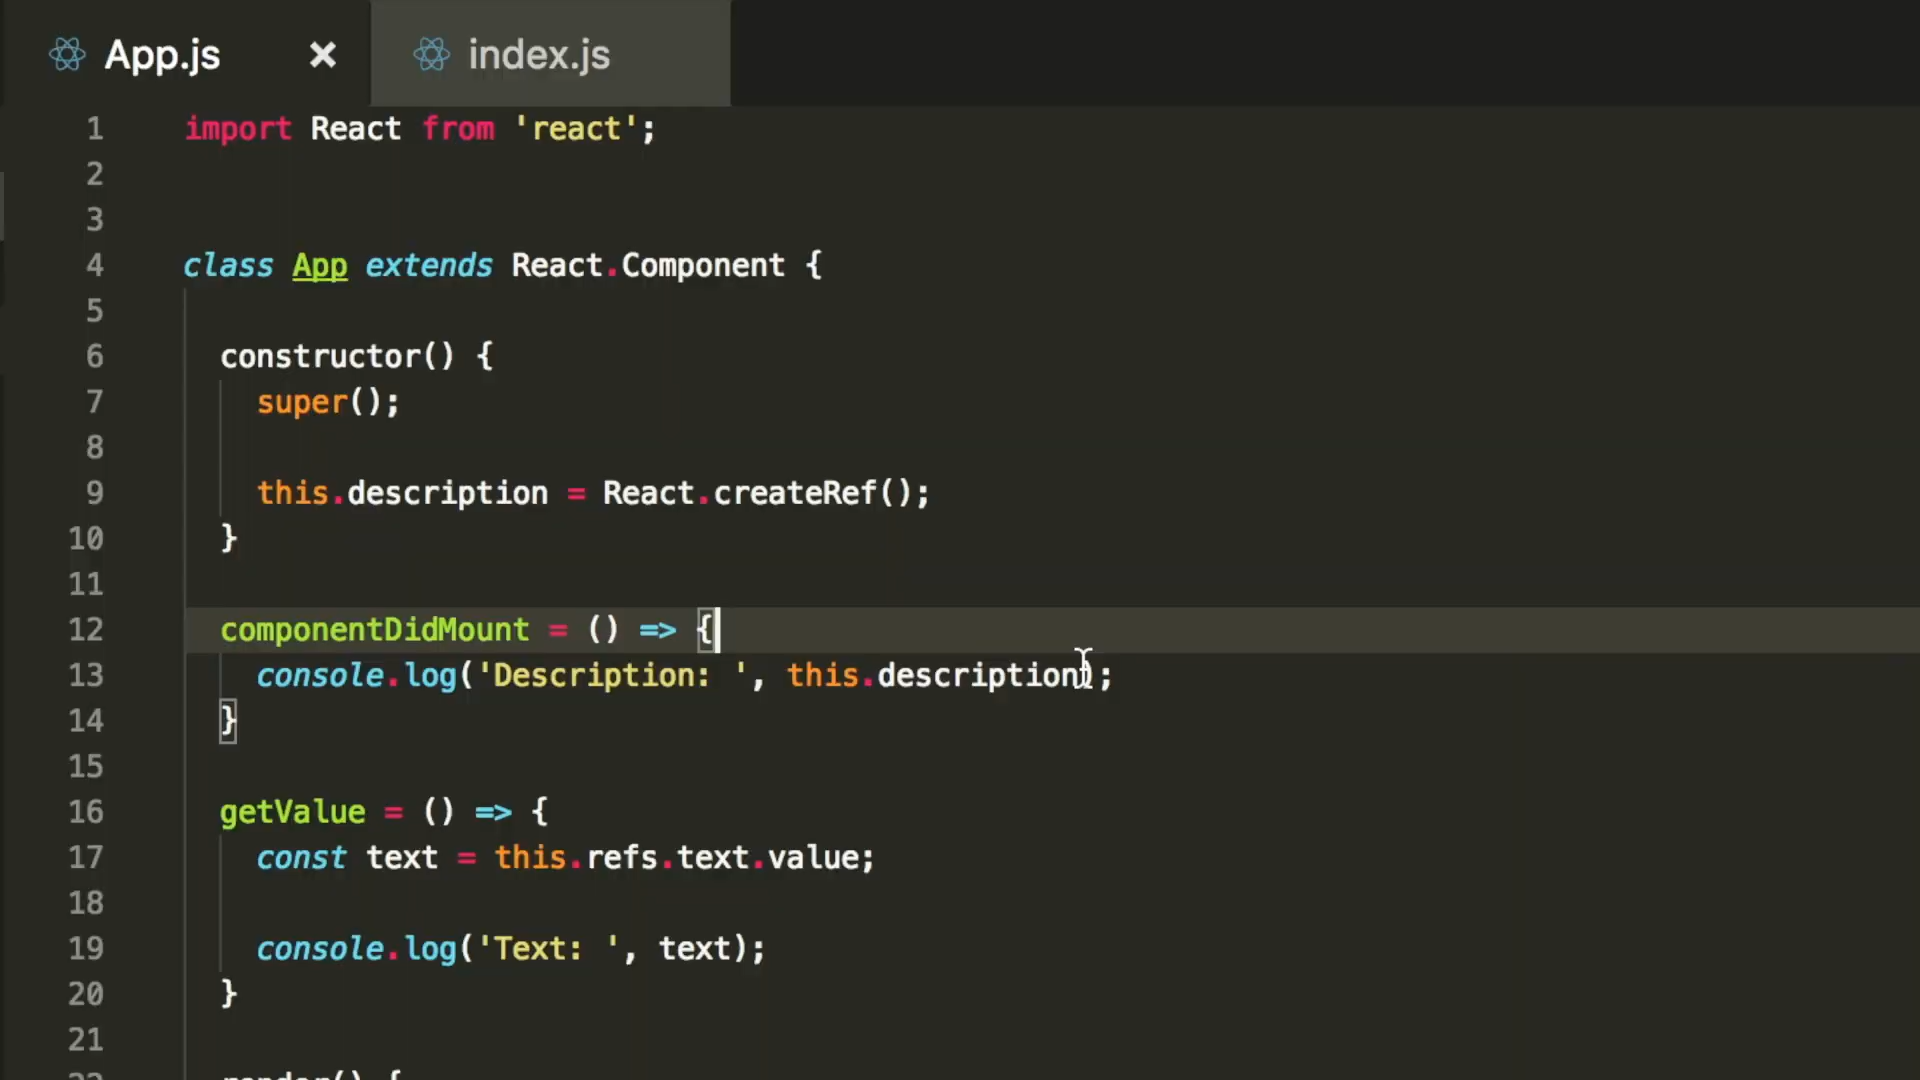 App.js ×
index.js
1 import React from 'react';
2
3
4 class App extends React.Component {
5
6 constructor() {
7 super();
8
9 this.description = React.createRef();
10 }
11
12 componentDidMount = () => {
13 console.log('Description: ', this.description);
14 }
15
16 getValue = () => {
17 const text = this.refs.text.value;
18
19 console.log('Text: ', text);
20 }
21
22 render() {